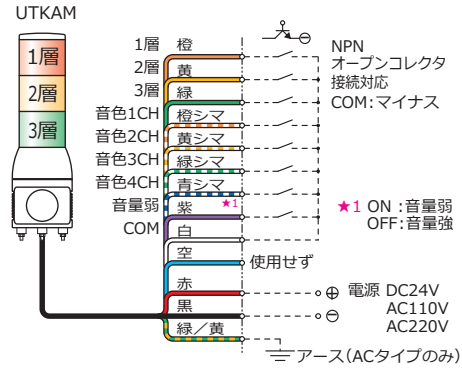 UTKAM
1層
2層
3層
1層 橙
2層 黄
3層 緑
音色1CH 橙シマ
音色2CH 黄シマ
音色3CH 緑シマ
音色4CH 青シマ
音量弱 紫 ★1
COM 白
空 使用せず
赤
黒
緑／黄
⊖
NPN
オープンコレクタ
接続対応
COM：マイナス
★1 ON ：音量弱
OFF：音量強
⊕ 電源 DC24V
⊖ AC110V
AC220V
アース（ACタイプのみ）